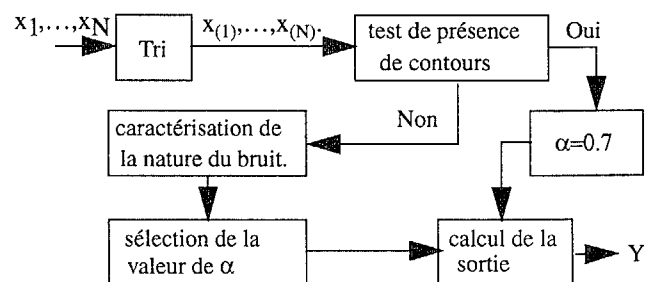 x1,...,xN
Tri
x(1),...,x(N).
test de présence
de contours
Oui
Non
caractérisation de
la nature du bruit.
α=0.7
sélection de la
valeur de α
calcul de la
sortie
Y